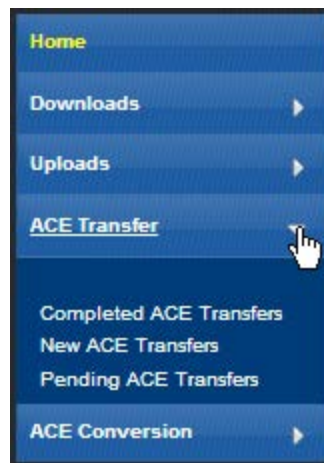 Home
Downloads
Uploads
ACE Transfer
Completed ACE Transfers
New ACE Transfers
Pending ACE Transfers
ACE Conversion